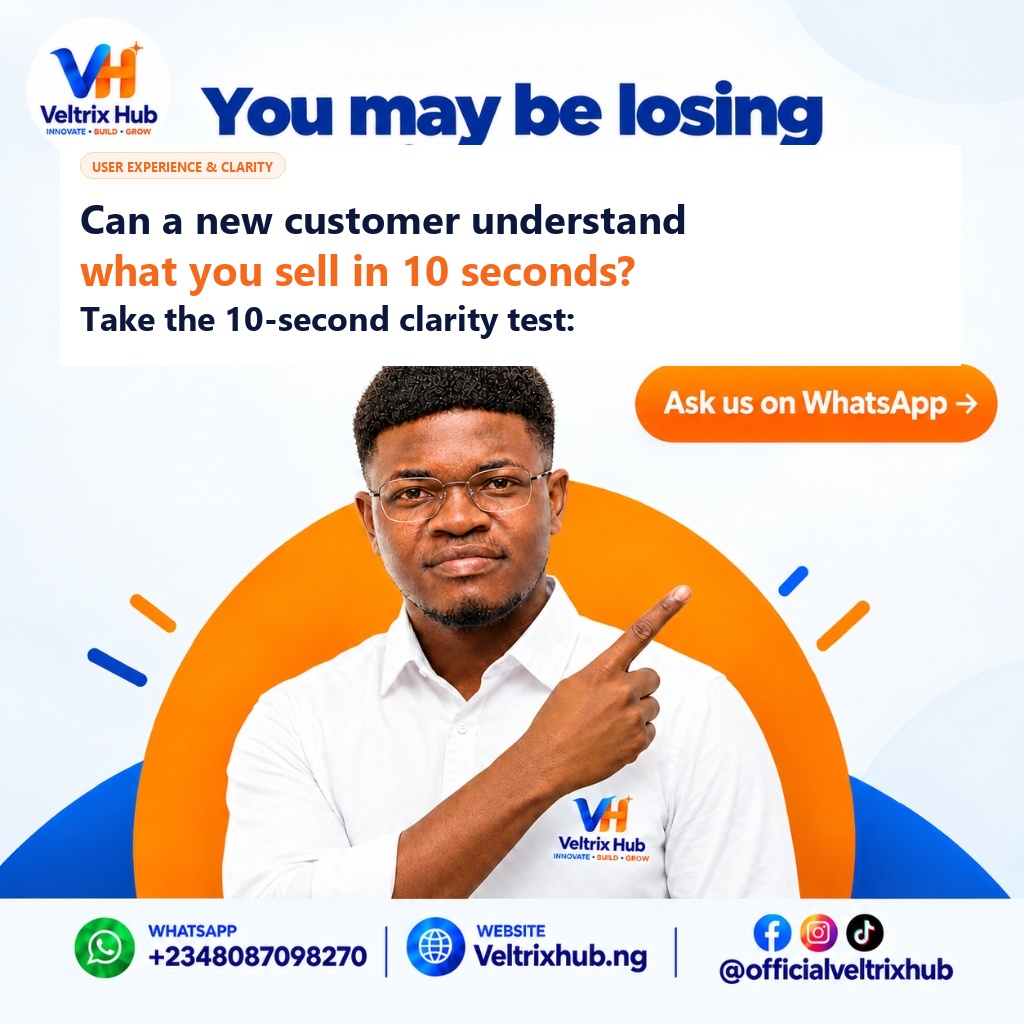 VH
Veltrix Hub
INNOVATE • BUILD • GROW
You may be losing
USER EXPERIENCE & CLARITY
Can a new customer understand
what you sell in 10 seconds?
Take the 10-second clarity test:
Ask us on WhatsApp →
VH
Veltrix Hub
INNOVATE • BUILD • GROW
WHATSAPP
+2348087098270
WEBSITE
Veltrixhub.ng
@officialveltrixhub